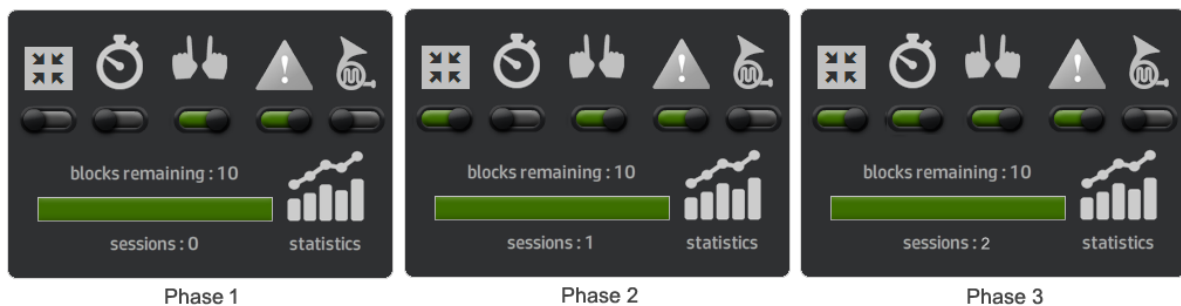 blocks remaining : 10
sessions : 0
statistics
Phase 1
blocks remaining : 10
sessions : 1
statistics
Phase 2
blocks remaining : 10
sessions : 2
statistics
Phase 3